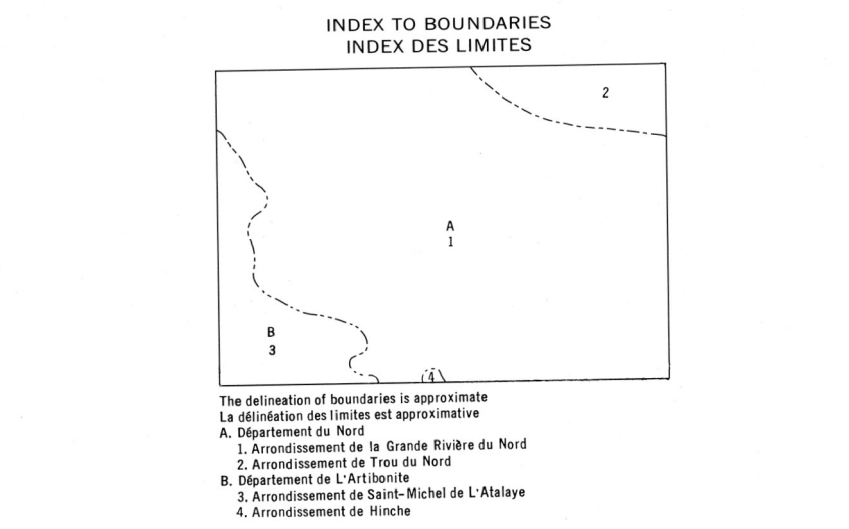 INDEX TO BOUNDARIES
INDEX DES LIMITES
2
A
1
B
3
4
The delineation of boundaries is approximate
La délinéation des limites est approximative
A. Département du Nord
1. Arrondissement de la Grande Rivière du Nord
2. Arrondissement de Trou du Nord
B. Département de L'Artibonite
3. Arrondissement de Saint-Michel de L'Atalaye
4. Arrondissement de Hinche